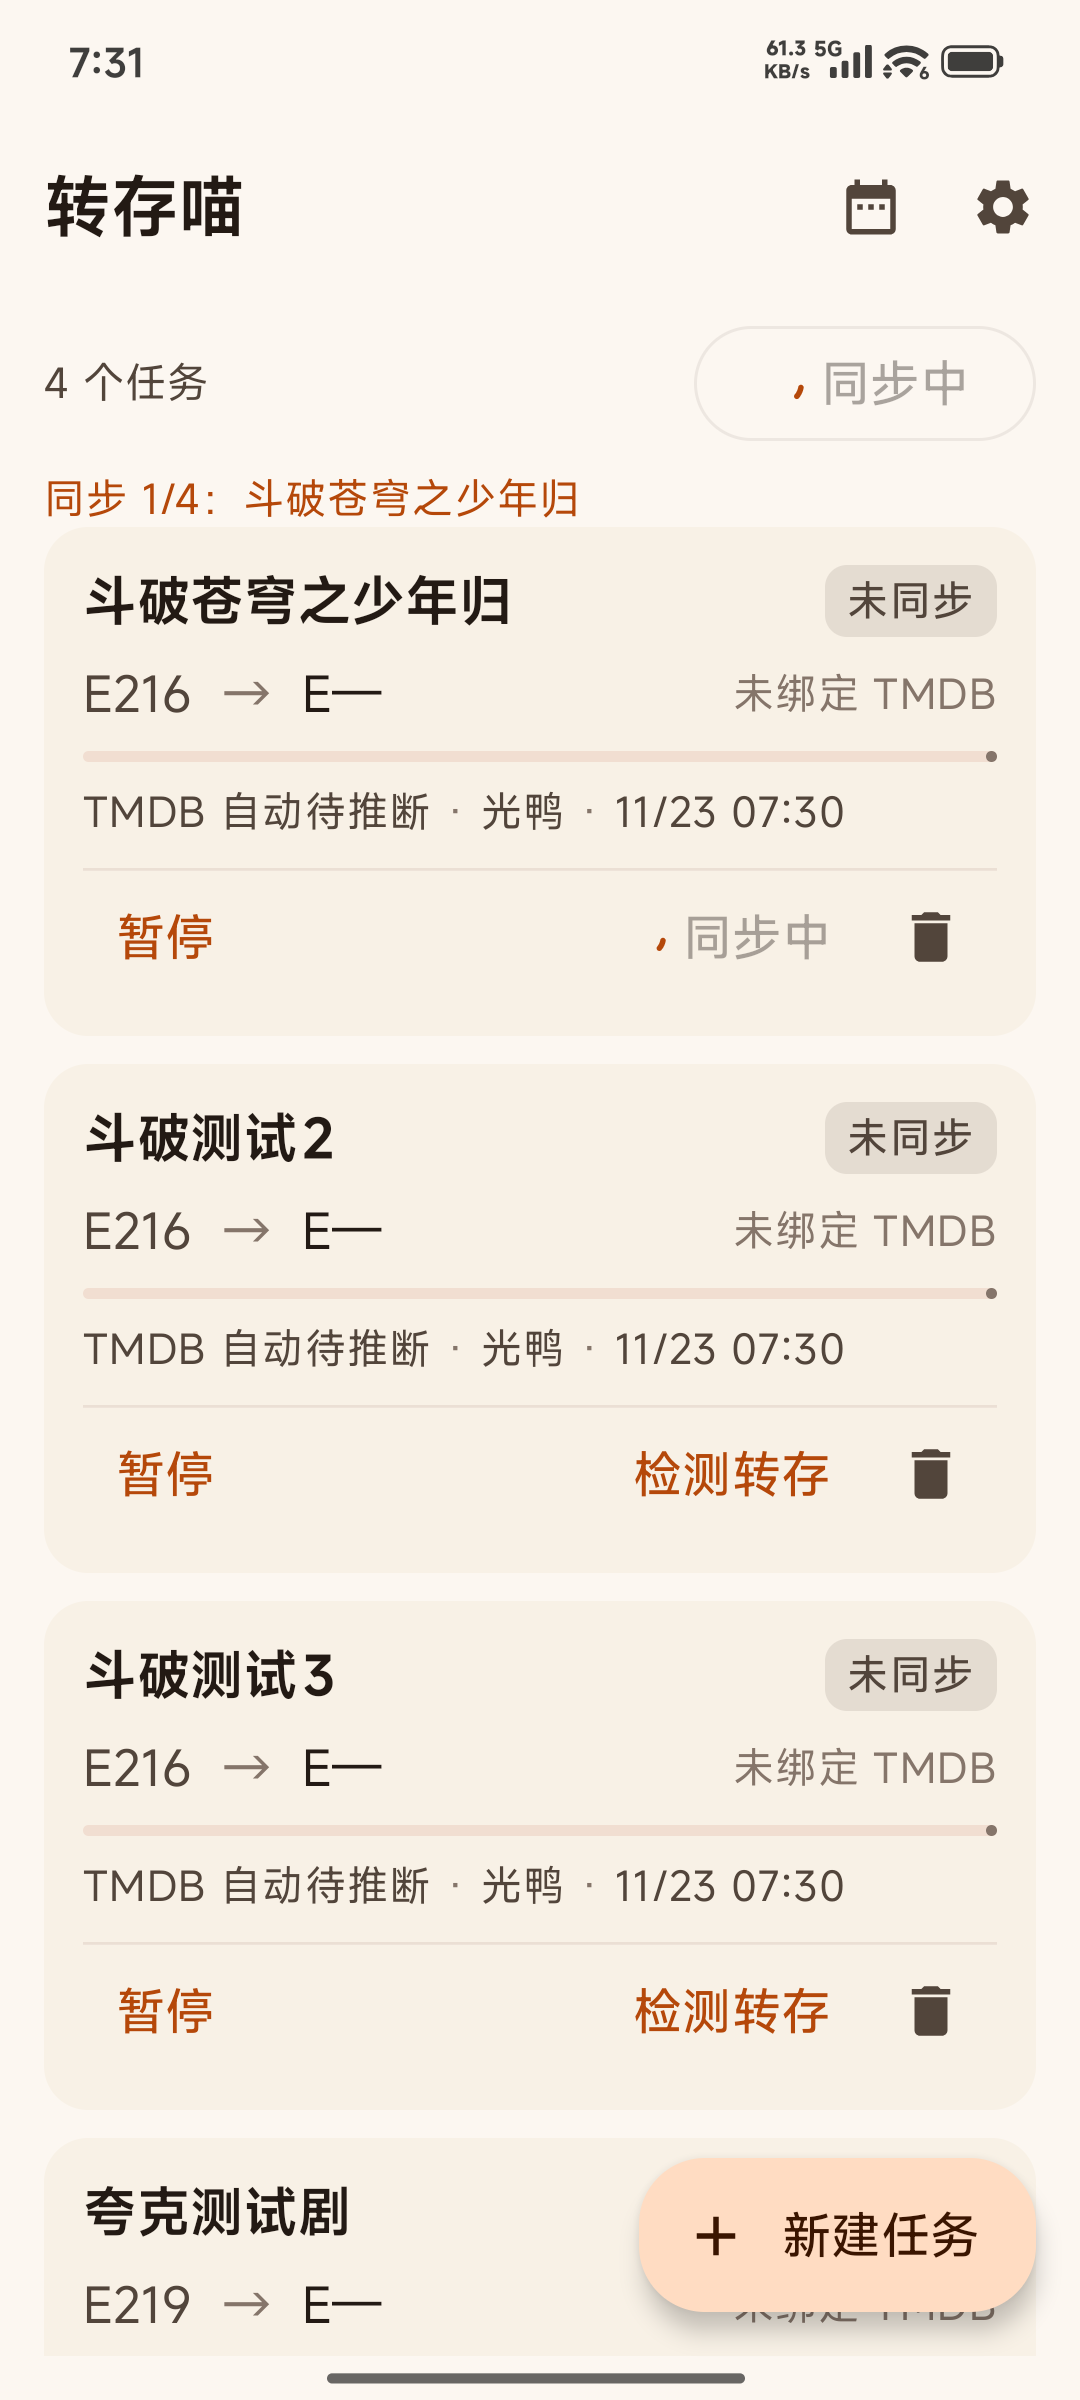 7:31
61.3 KB/s 5G 6
转存喵
4 个任务
同步中
同步 1/4：斗破苍穹之少年归
斗破苍穹之少年归
未同步
E216 → E—
未绑定 TMDB
TMDB 自动待推断 · 光鸭 · 11/23 07:30
暂停
同步中
斗破测试2
未同步
E216 → E—
未绑定 TMDB
TMDB 自动待推断 · 光鸭 · 11/23 07:30
暂停
检测转存
斗破测试3
未同步
E216 → E—
未绑定 TMDB
TMDB 自动待推断 · 光鸭 · 11/23 07:30
暂停
检测转存
夸克测试剧
+ 新建任务
E219 → E—
未绑定 TMDB